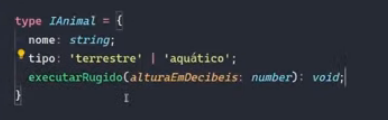 type IAnimal = {
nome: string;
tipo: 'terrestre' | 'aquático';
executarRugido(alturaEmDecibeis: number): void;
}